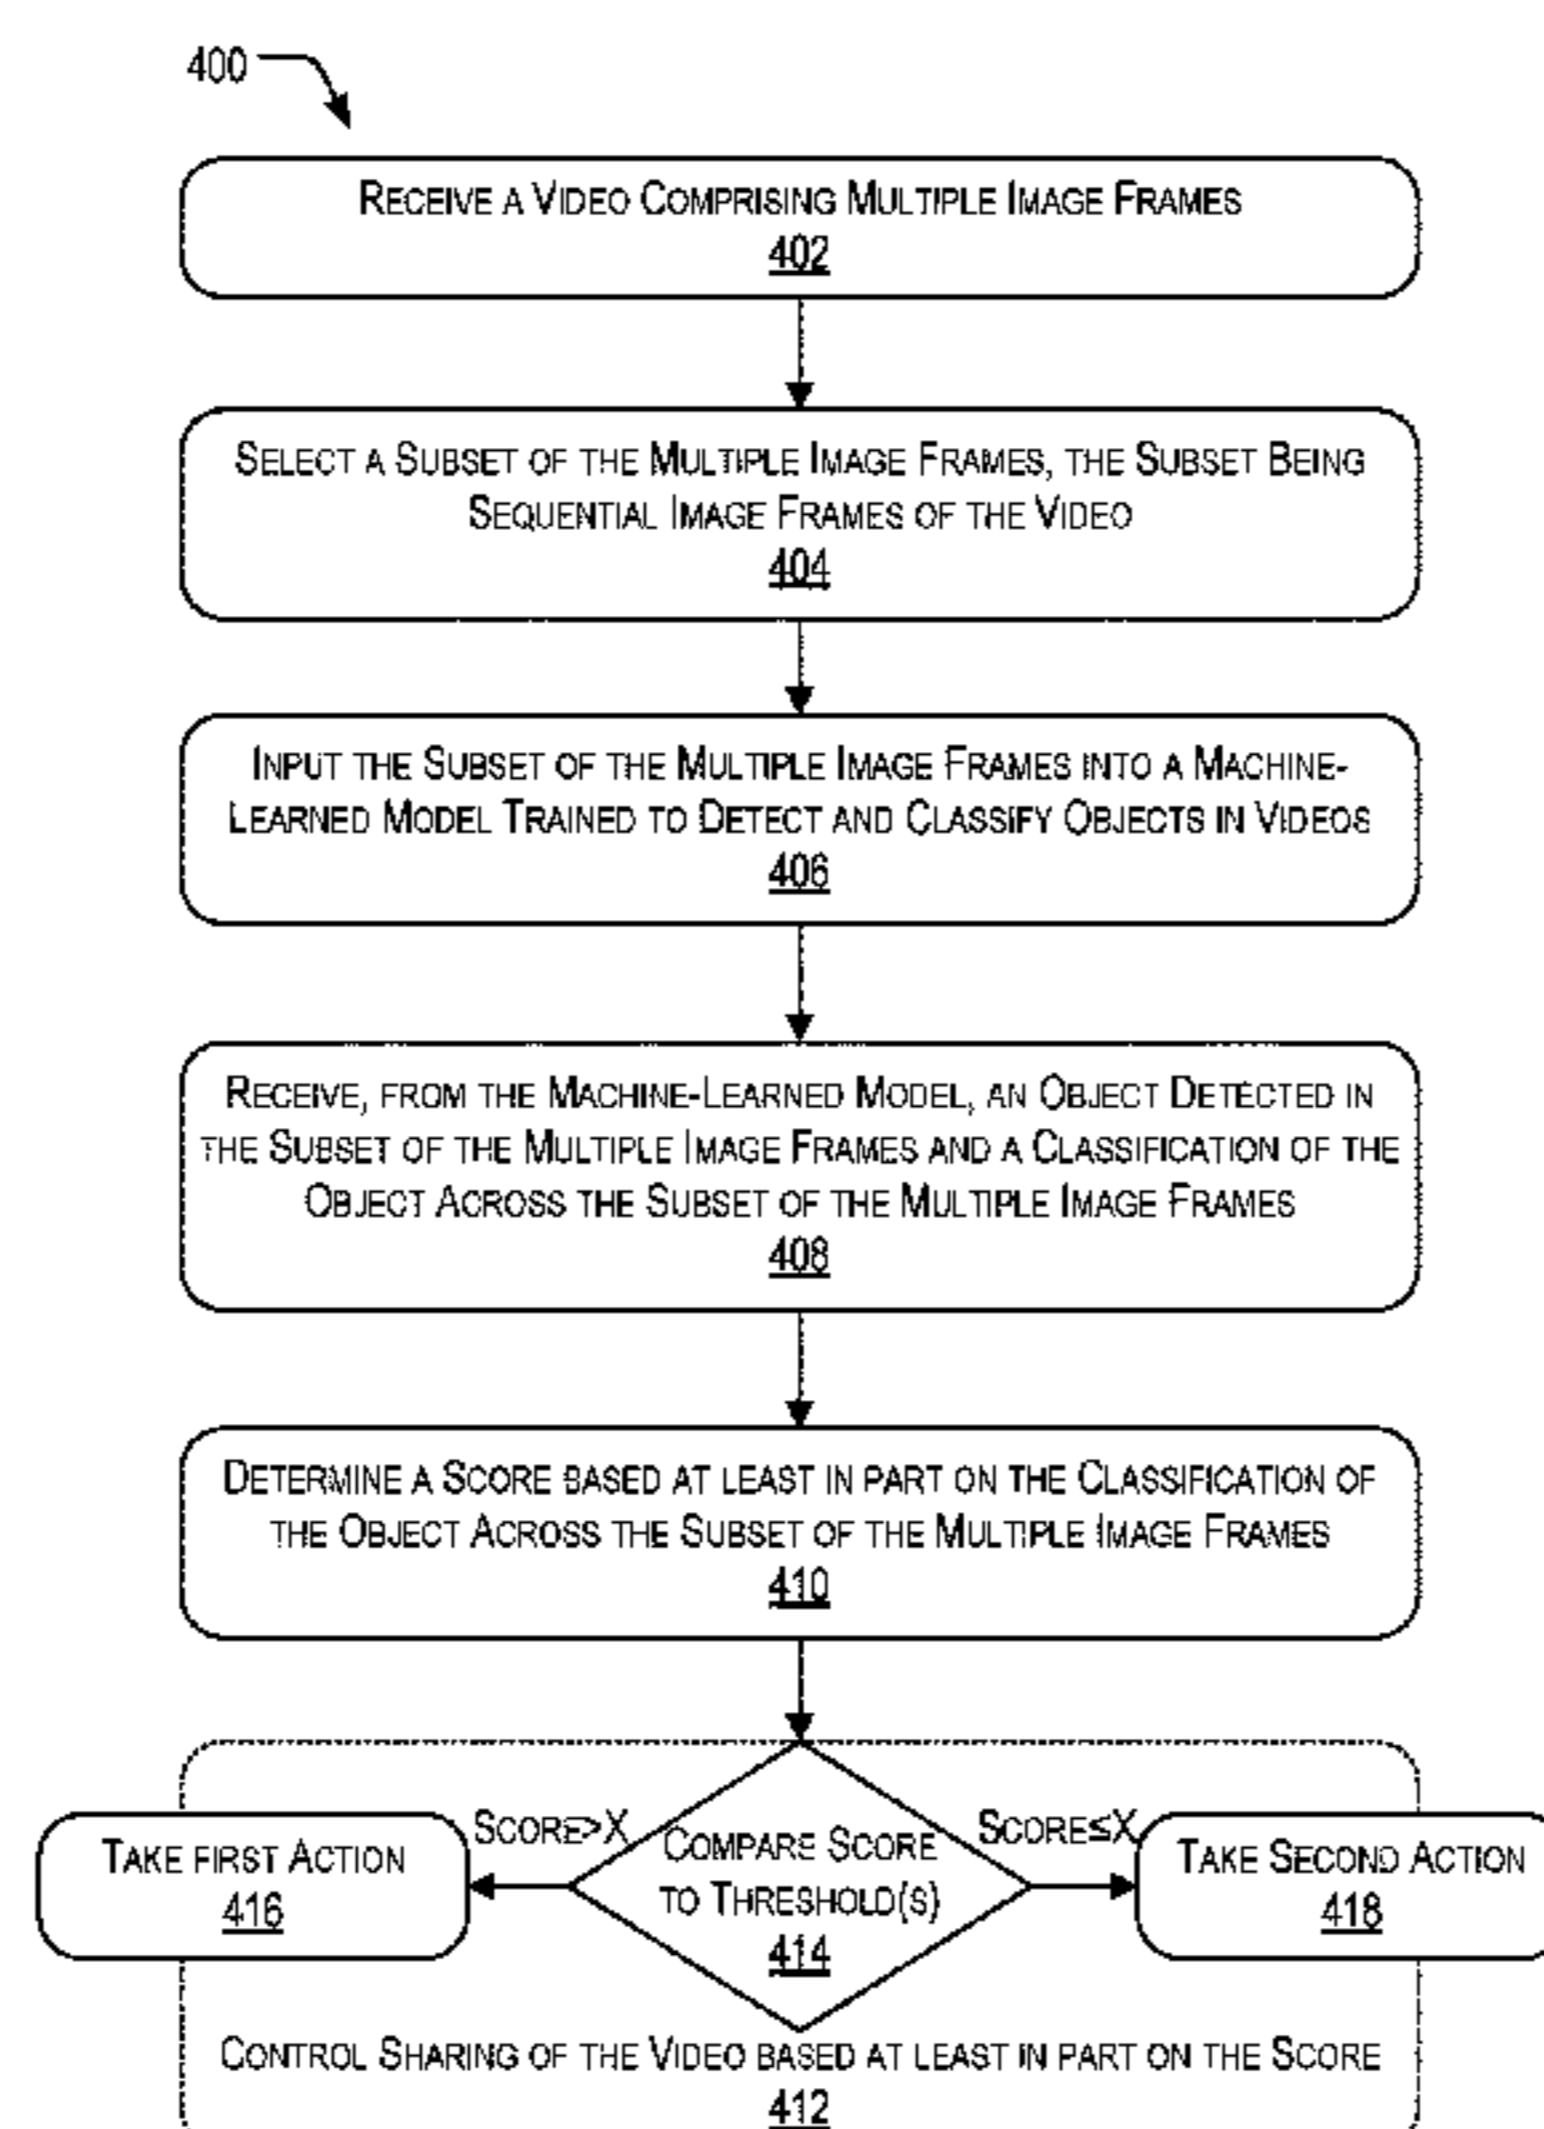 400
RECEIVE A VIDEO COMPRISING MULTIPLE IMAGE FRAMES
402
SELECT A SUBSET OF THE MULTIPLE IMAGE FRAMES, THE SUBSET BEING
SEQUENTIAL IMAGE FRAMES OF THE VIDEO
404
INPUT THE SUBSET OF THE MULTIPLE IMAGE FRAMES INTO A MACHINE-
LEARNED MODEL TRAINED TO DETECT AND CLASSIFY OBJECTS IN VIDEOS
406
RECEIVE, FROM THE MACHINE-LEARNED MODEL, AN OBJECT DETECTED IN
THE SUBSET OF THE MULTIPLE IMAGE FRAMES AND A CLASSIFICATION OF THE
OBJECT ACROSS THE SUBSET OF THE MULTIPLE IMAGE FRAMES
408
DETERMINE A SCORE BASED AT LEAST IN PART ON THE CLASSIFICATION OF
THE OBJECT ACROSS THE SUBSET OF THE MULTIPLE IMAGE FRAMES
410
TAKE FIRST ACTION
416
SCORE>X
COMPARE SCORE
TO THRESHOLD(S)
414
SCORE≤X
TAKE SECOND ACTION
418
CONTROL SHARING OF THE VIDEO BASED AT LEAST IN PART ON THE SCORE
412